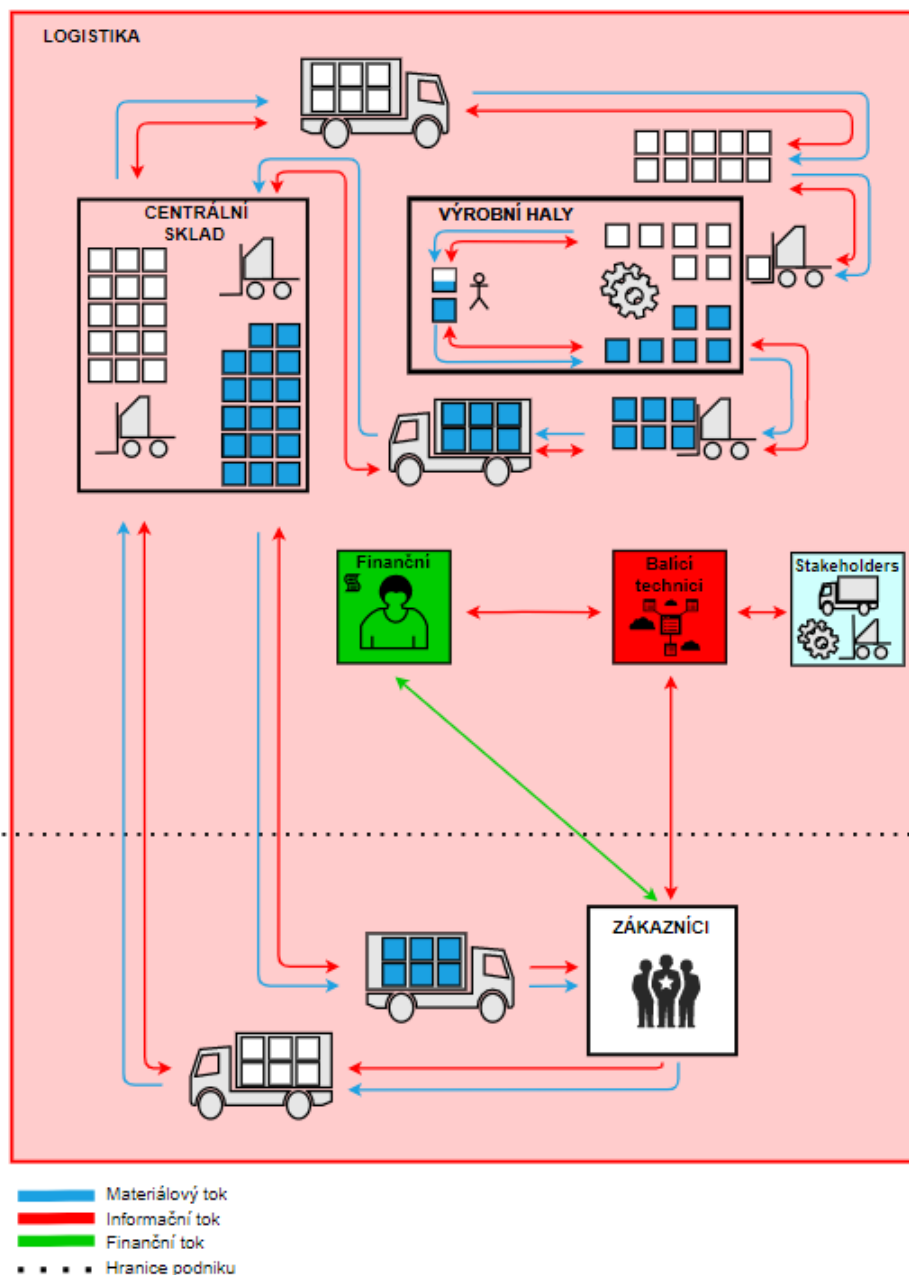 LOGISTIKA
CENTRÁLNÍ
SKLAD
VÝROBNÍ HALY
Finanční
Balící
technici
Stakeholders
ZÁKAZNÍCI
Materiálový tok
Informační tok
Finanční tok
Hranice podniku